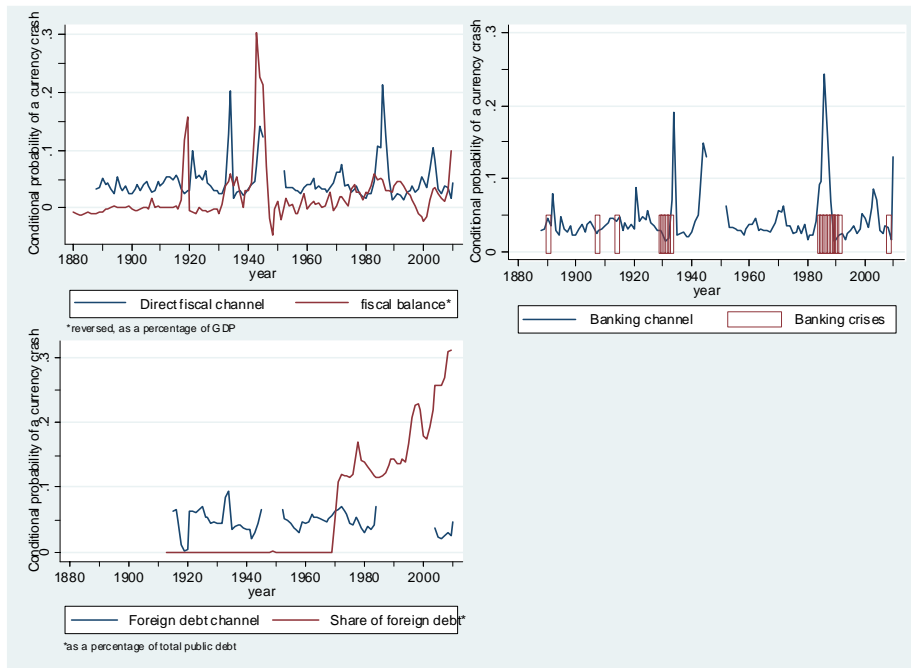 Conditional probability of a currency crash
.3
.2
0.1
0
1880 1900 1920 1940 1960 1980 2000
year
Direct fiscal channel fiscal balance*
*reversed, as a percentage of GDP
Conditional probability of a currency crash
.3
.2
.1
0
1880 1900 1920 1940 1960 1980 2000
year
Banking channel Banking crises
Conditional probability of a currency crash
.3
.2
0.1
0
1880 1900 1920 1940 1960 1980 2000
year
Foreign debt channel Share of foreign debt*
*as a percentage of total public debt